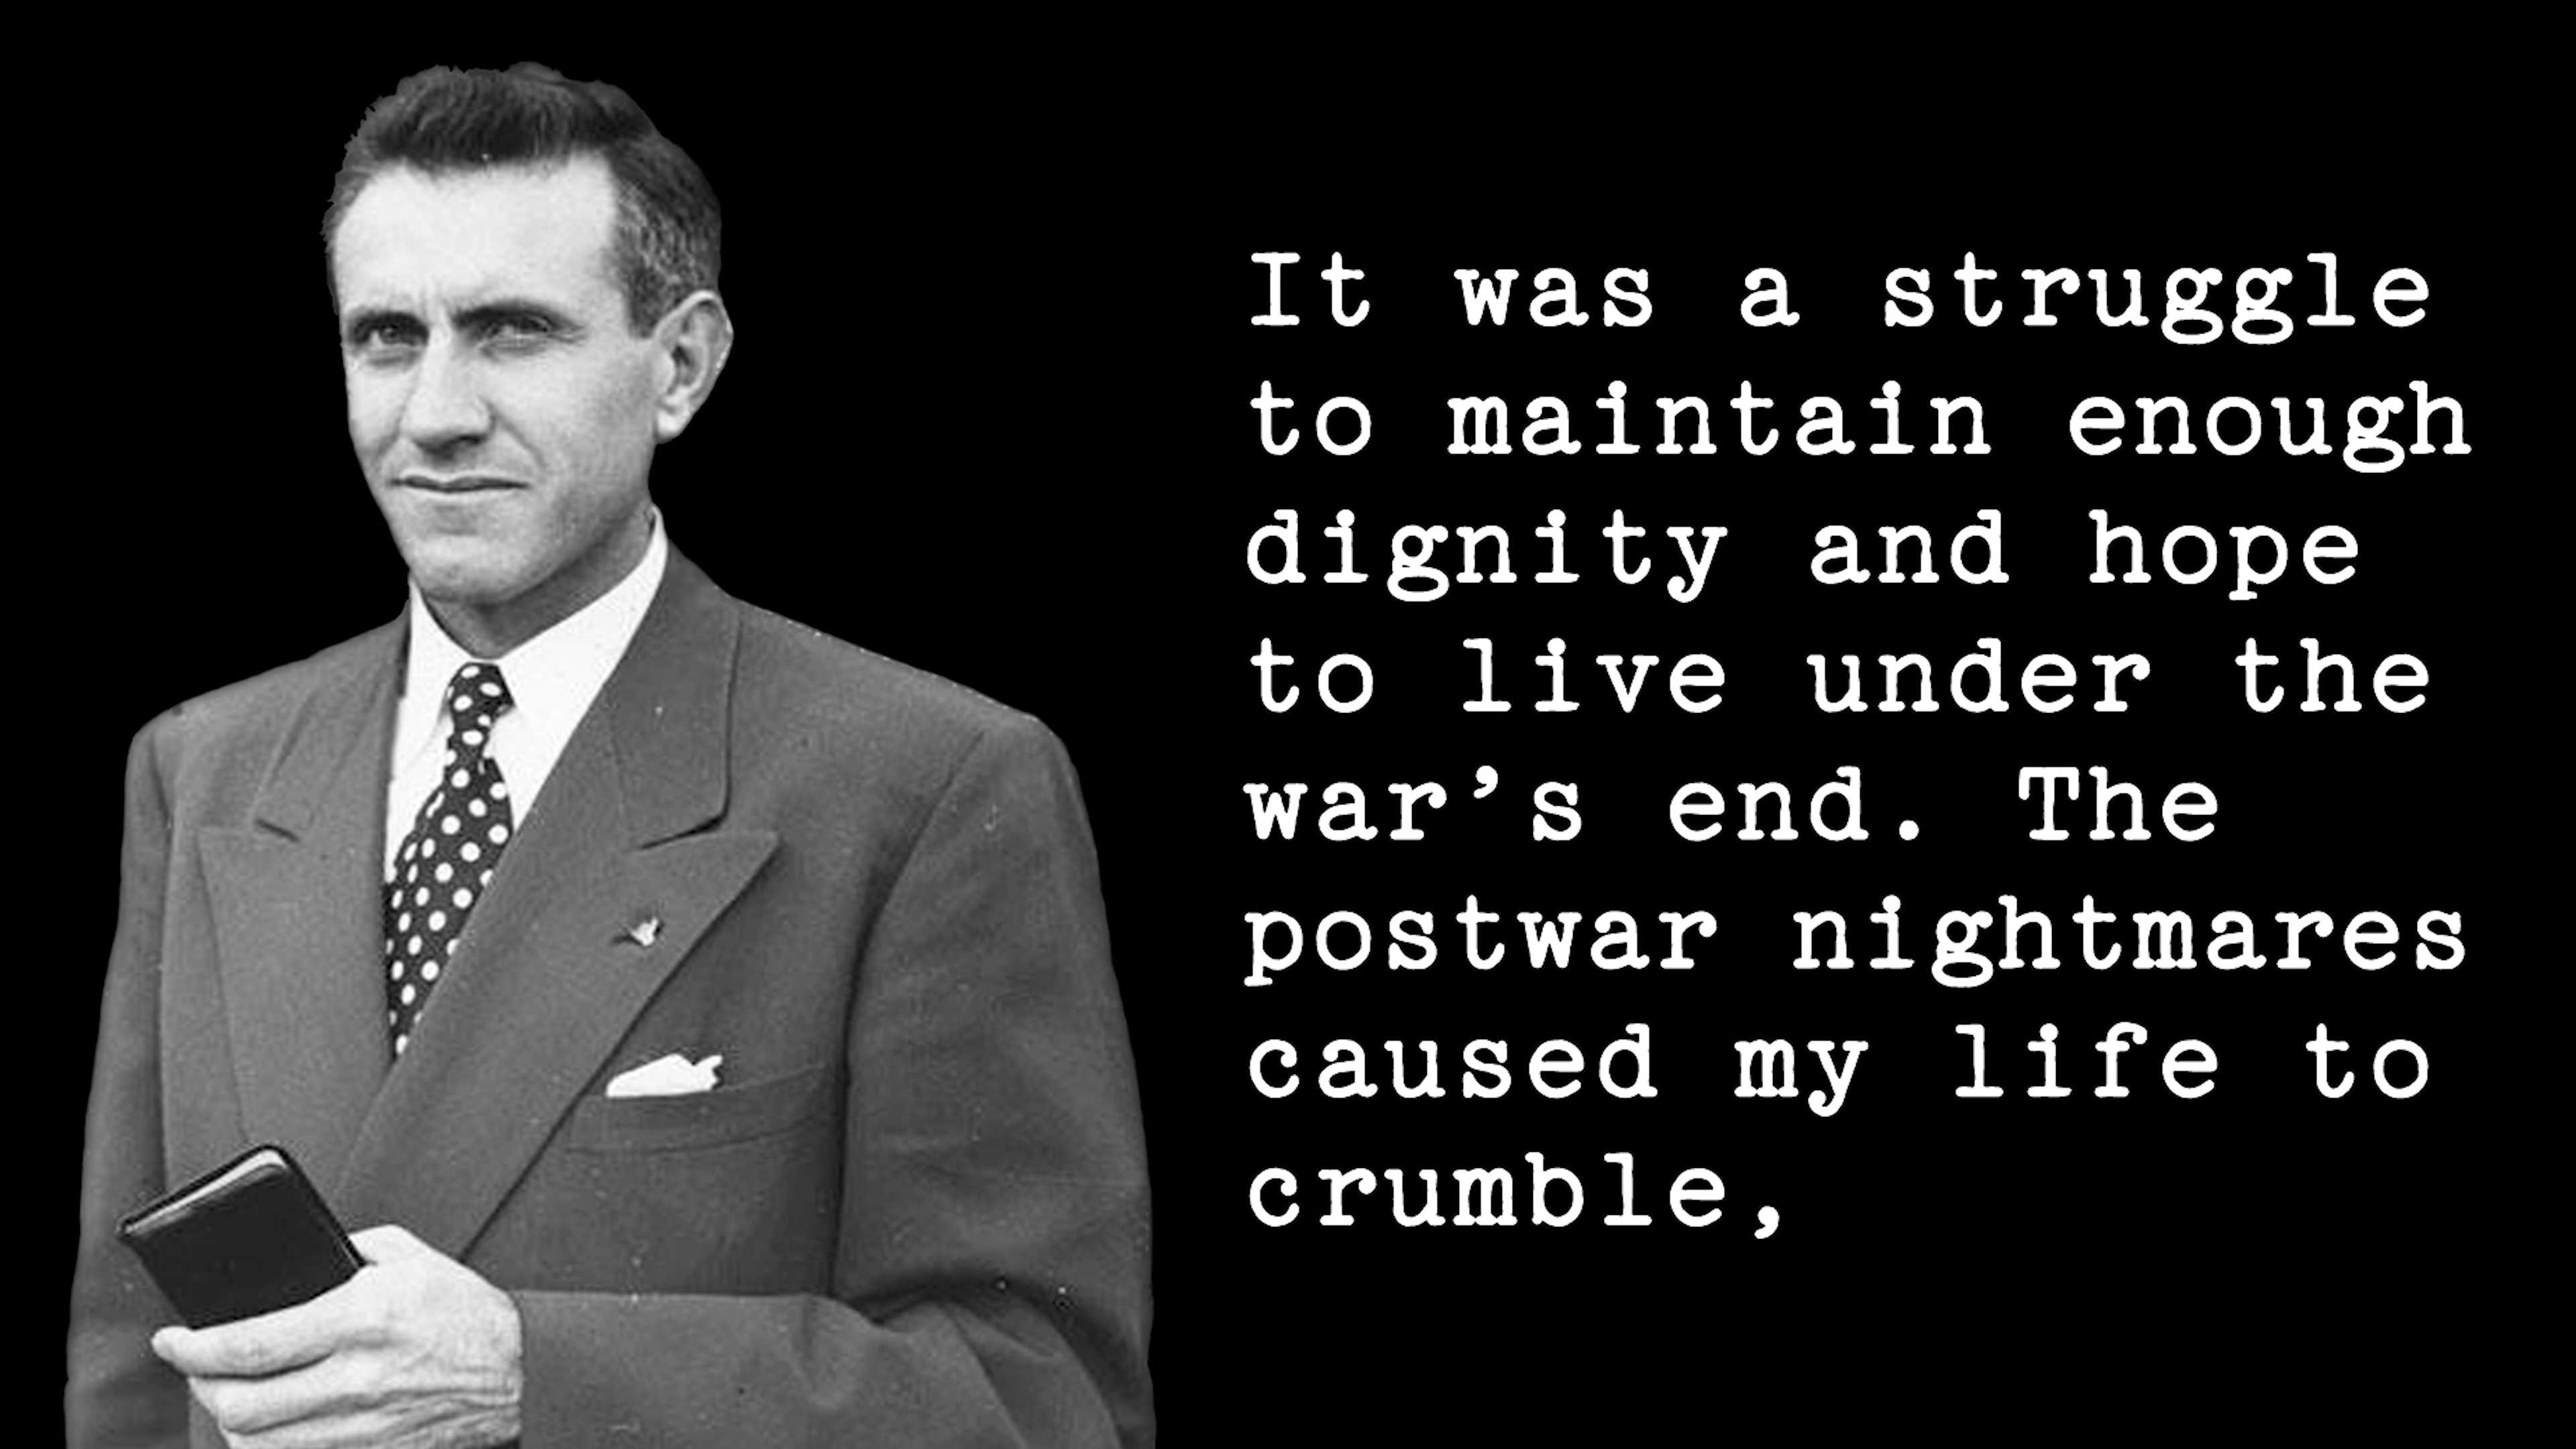 It was a struggle
to maintain enough
dignity and hope
to live under the
war’s end. The
postwar nightmares
caused my life to
crumble,